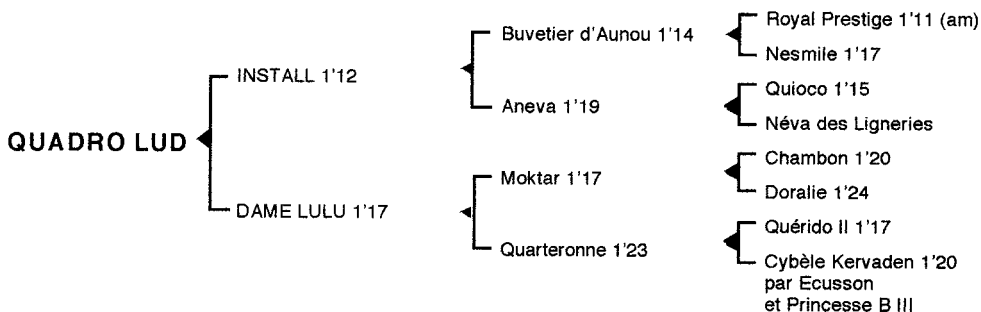 Royal Prestige 1'11 (am)
Buvetier d'Aunou 1'14
Nesmile 1'17
INSTALL 1'12
Quioco 1'15
Aneva 1'19
Néva des Ligneries
QUADRO LUD
Chambon 1'20
Moktar 1'17
Doralie 1'24
DAME LULU 1'17
Quérido II 1'17
Quarteronne 1'23
Cybèle Kervaden 1'20
par Ecusson
et Princesse B III